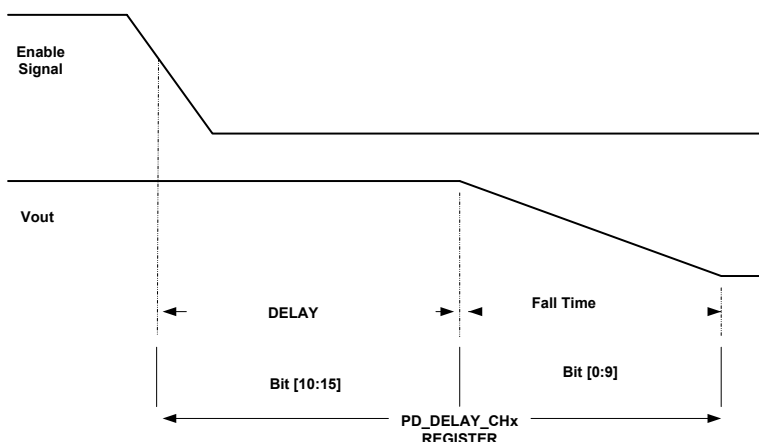 Enable
Signal
Vout
DELAY
Fall Time
Bit [10:15]
Bit [0:9]
PD_DELAY_CHx
REGISTER